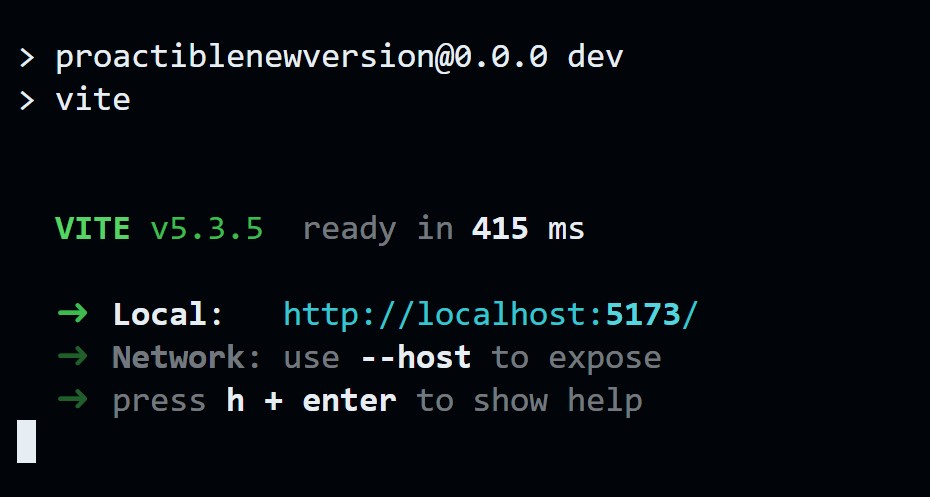 > proactiblenewversion@0.0.0 dev
> vite
VITE v5.3.5 ready in 415 ms
➜ Local: http://localhost:5173/
➜ Network: use --host to expose
➜ press h + enter to show help